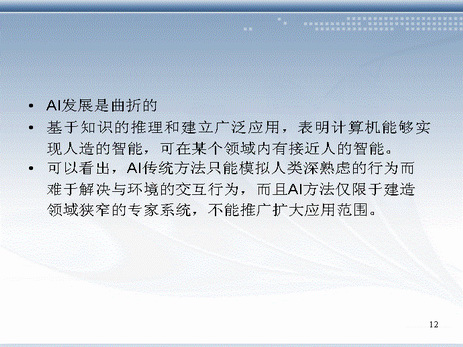 • AI发展是曲折的
• 基于知识的推理和建立广泛应用，表明计算机能够实
现人造的智能，可在某个领域内有接近人的智能。
• 可以看出，AI传统方法只能模拟人类深熟虑的行为而
难于解决与环境的交互行为，而且AI方法仅限于建造
领域狭窄的专家系统，不能推广扩大应用范围。
12